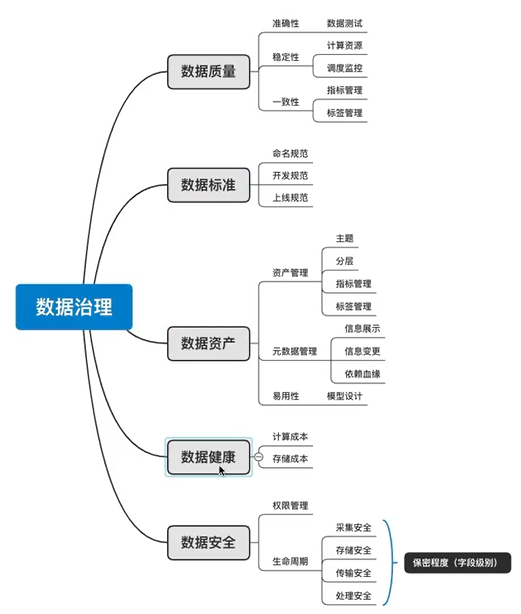 数据治理
数据质量
准确性
数据测试
稳定性
计算资源
调度监控
一致性
指标管理
标签管理
数据标准
命名规范
开发规范
上线规范
数据资产
资产管理
主题
分层
指标管理
标签管理
元数据管理
信息展示
信息变更
依赖血缘
易用性
模型设计
数据健康
计算成本
存储成本
数据安全
权限管理
生命周期
采集安全
存储安全
传输安全
处理安全
保密程度（字段级别）